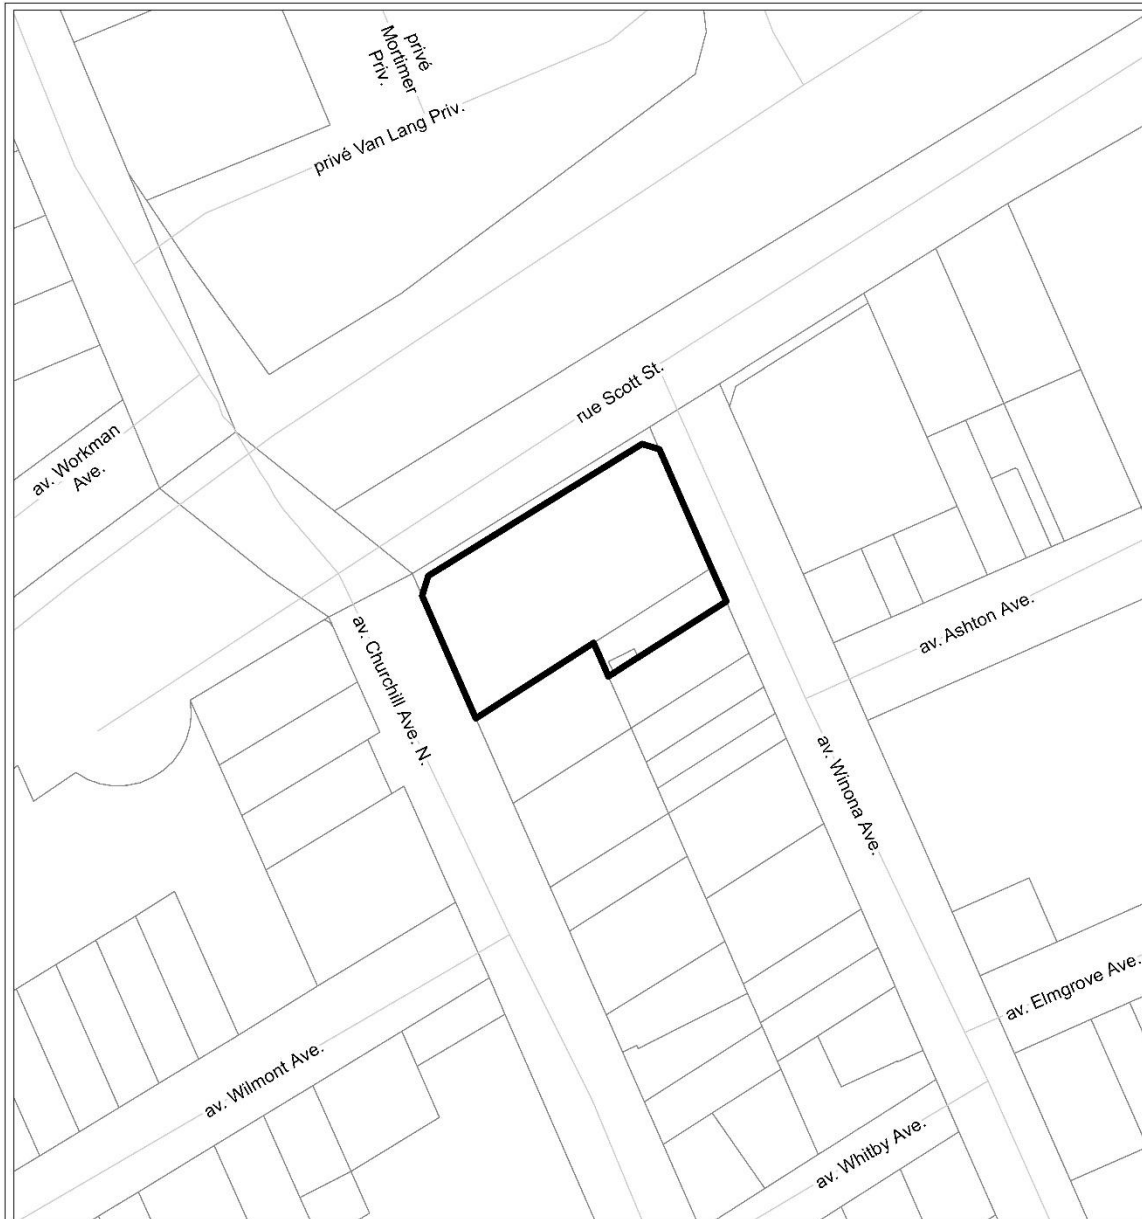 privé
Mortimer
Priv.
privé Van Lang Priv.
rue Scott St.
av. Workman
Ave.
av. Churchill Ave. N.
av. Ashton Ave.
av. Winona Ave.
av. Elmgrove Ave.
av. Wilmont Ave.
av. Whitby Ave.